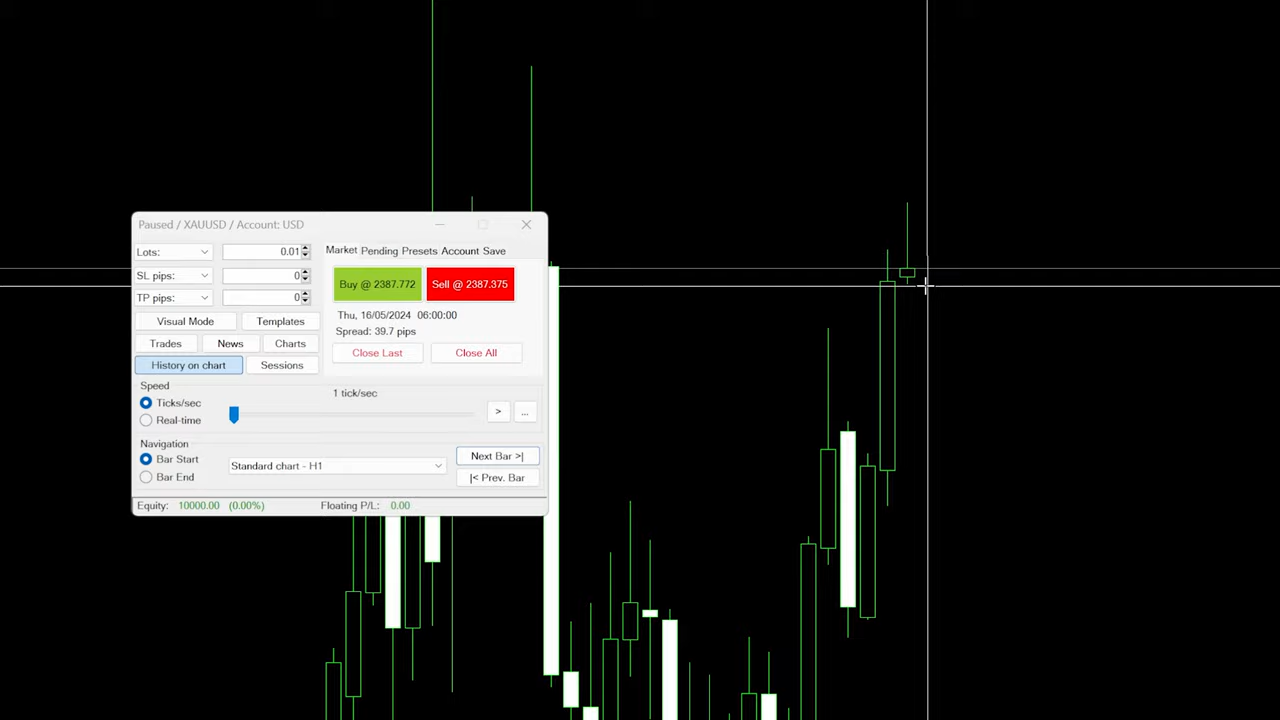 Paused / XAUUSD / Account: USD
Lots: 0.01
SL pips: 0
TP pips: 0
Visual Mode Templates
Trades News Charts
History on chart Sessions
Market Pending Presets Account Save
Buy @ 2387.772 Sell @ 2387.375
Thu, 16/05/2024 06:00:00
Spread: 39.7 pips
Close Last Close All
Speed
1 tick/sec
Ticks/sec
Real-time
> ...
Navigation
Bar Start
Bar End
Standard chart - H1
Next Bar >|
|< Prev. Bar
Equity: 10000.00 (0.00%) Floating P/L: 0.00